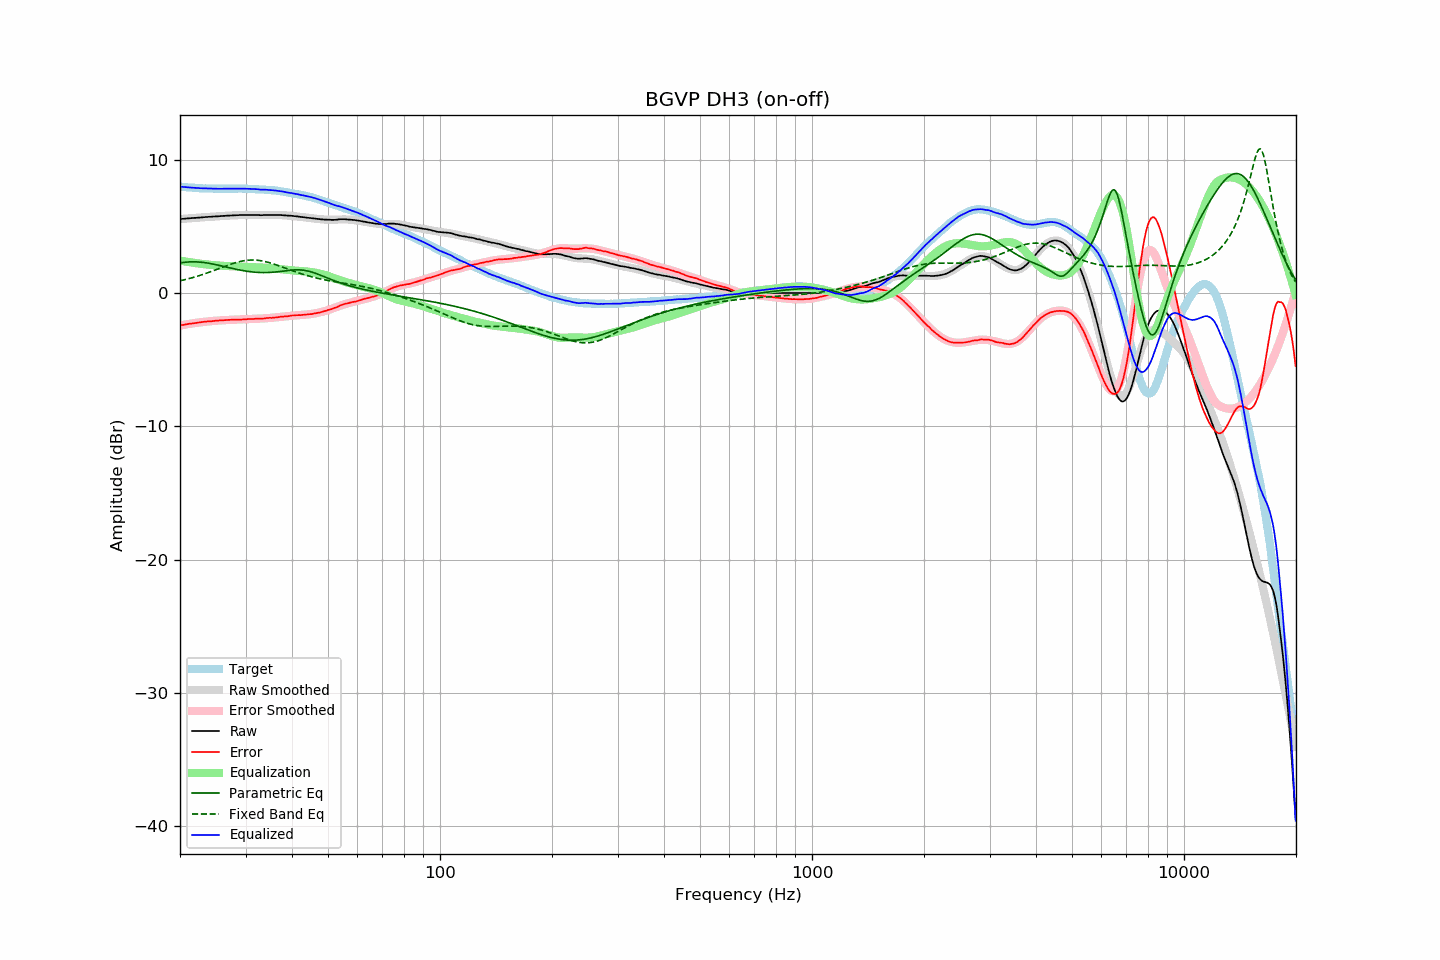 BGVP DH3 (on-off)
Amplitude (dBr)
10
0
−10
−20
−30
−40
Target
Raw Smoothed
Error Smoothed
Raw
Error
Equalization
Parametric Eq
Fixed Band Eq
Equalized
100
1000
10000
Frequency (Hz)